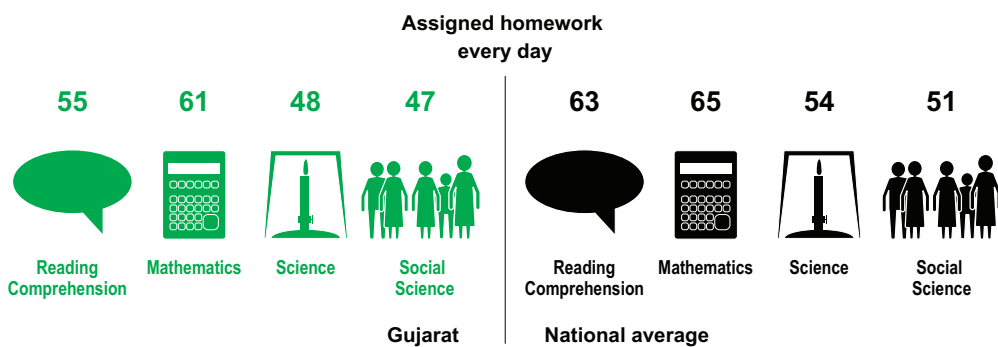 Assigned homework
every day
55 61 48 47
63 65 54 51
Reading
Comprehension
Mathematics
Science
Social
Science
Reading
Comprehension
Mathematics
Science
Social
Science
Gujarat
National average